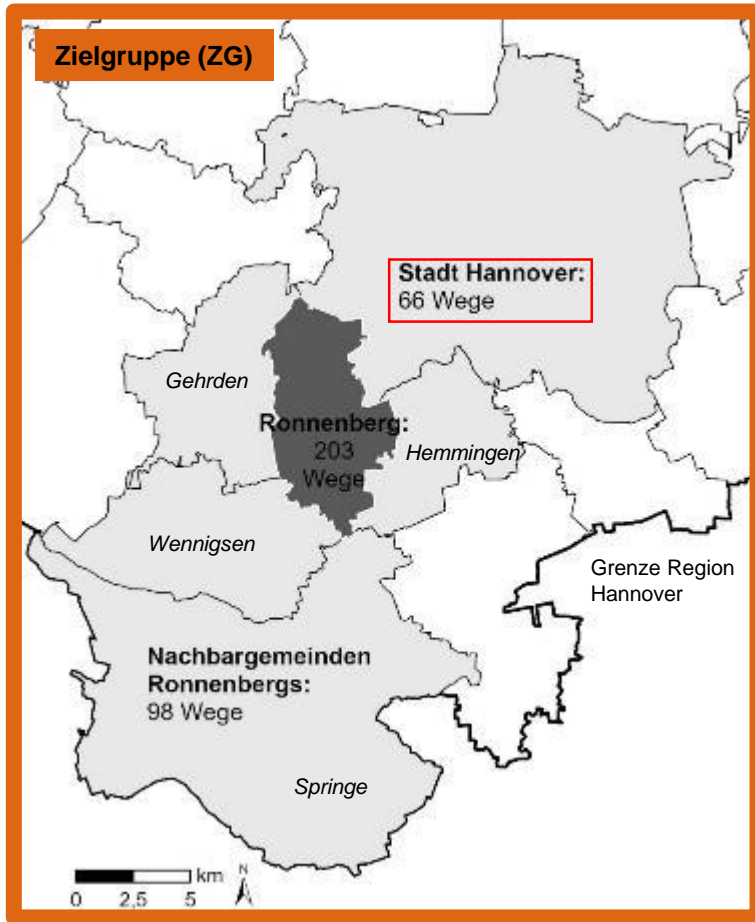 Zielgruppe (ZG)
Stadt Hannover:
66 Wege
Gehrden
Ronnenberg:
203
Wege
Hemmingen
Wennigsen
Grenze Region
Hannover
Nachbargemeinden
Ronnenbergs:
98 Wege
Springe
km
N
0 2,5 5